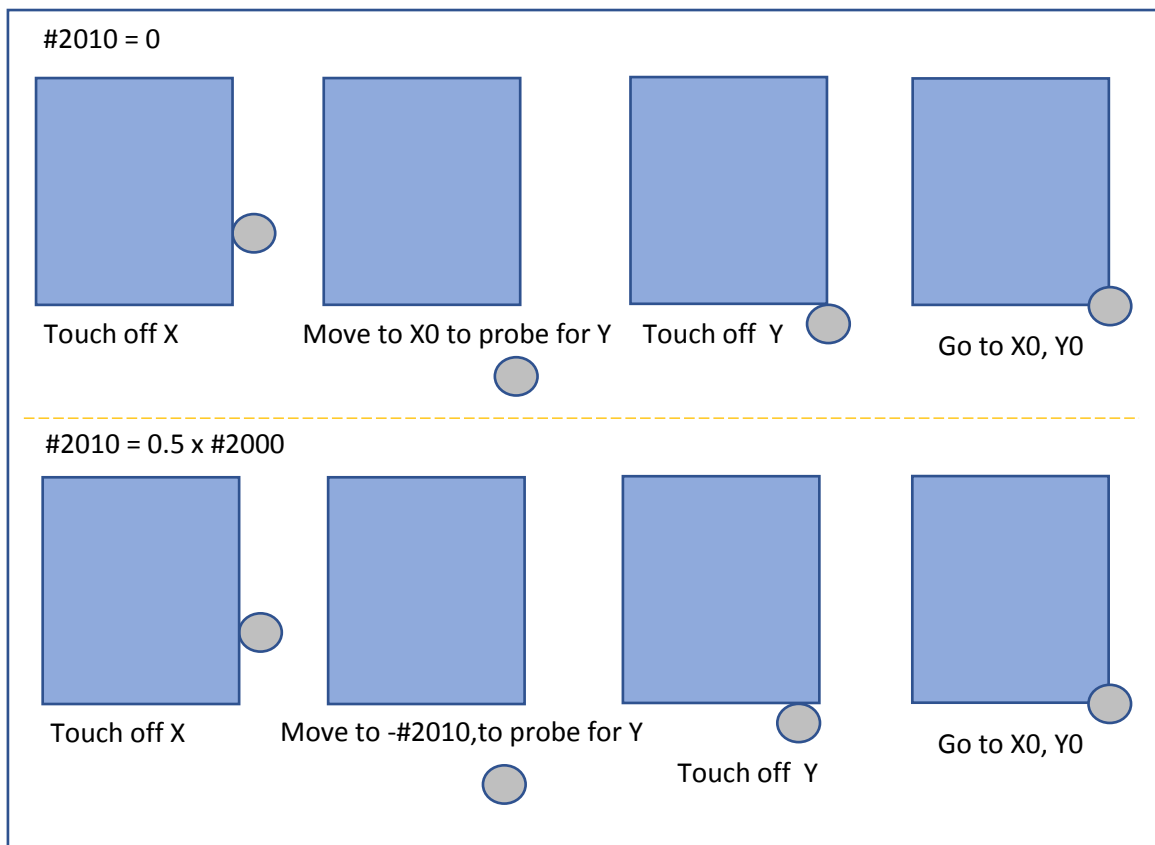 #2010 = 0
Touch off X
Move to X0 to probe for Y
Touch off  Y
Go to X0, Y0
#2010 = 0.5 x #2000
Touch off X
Move to -#2010,to probe for Y
Touch off  Y
Go to X0, Y0